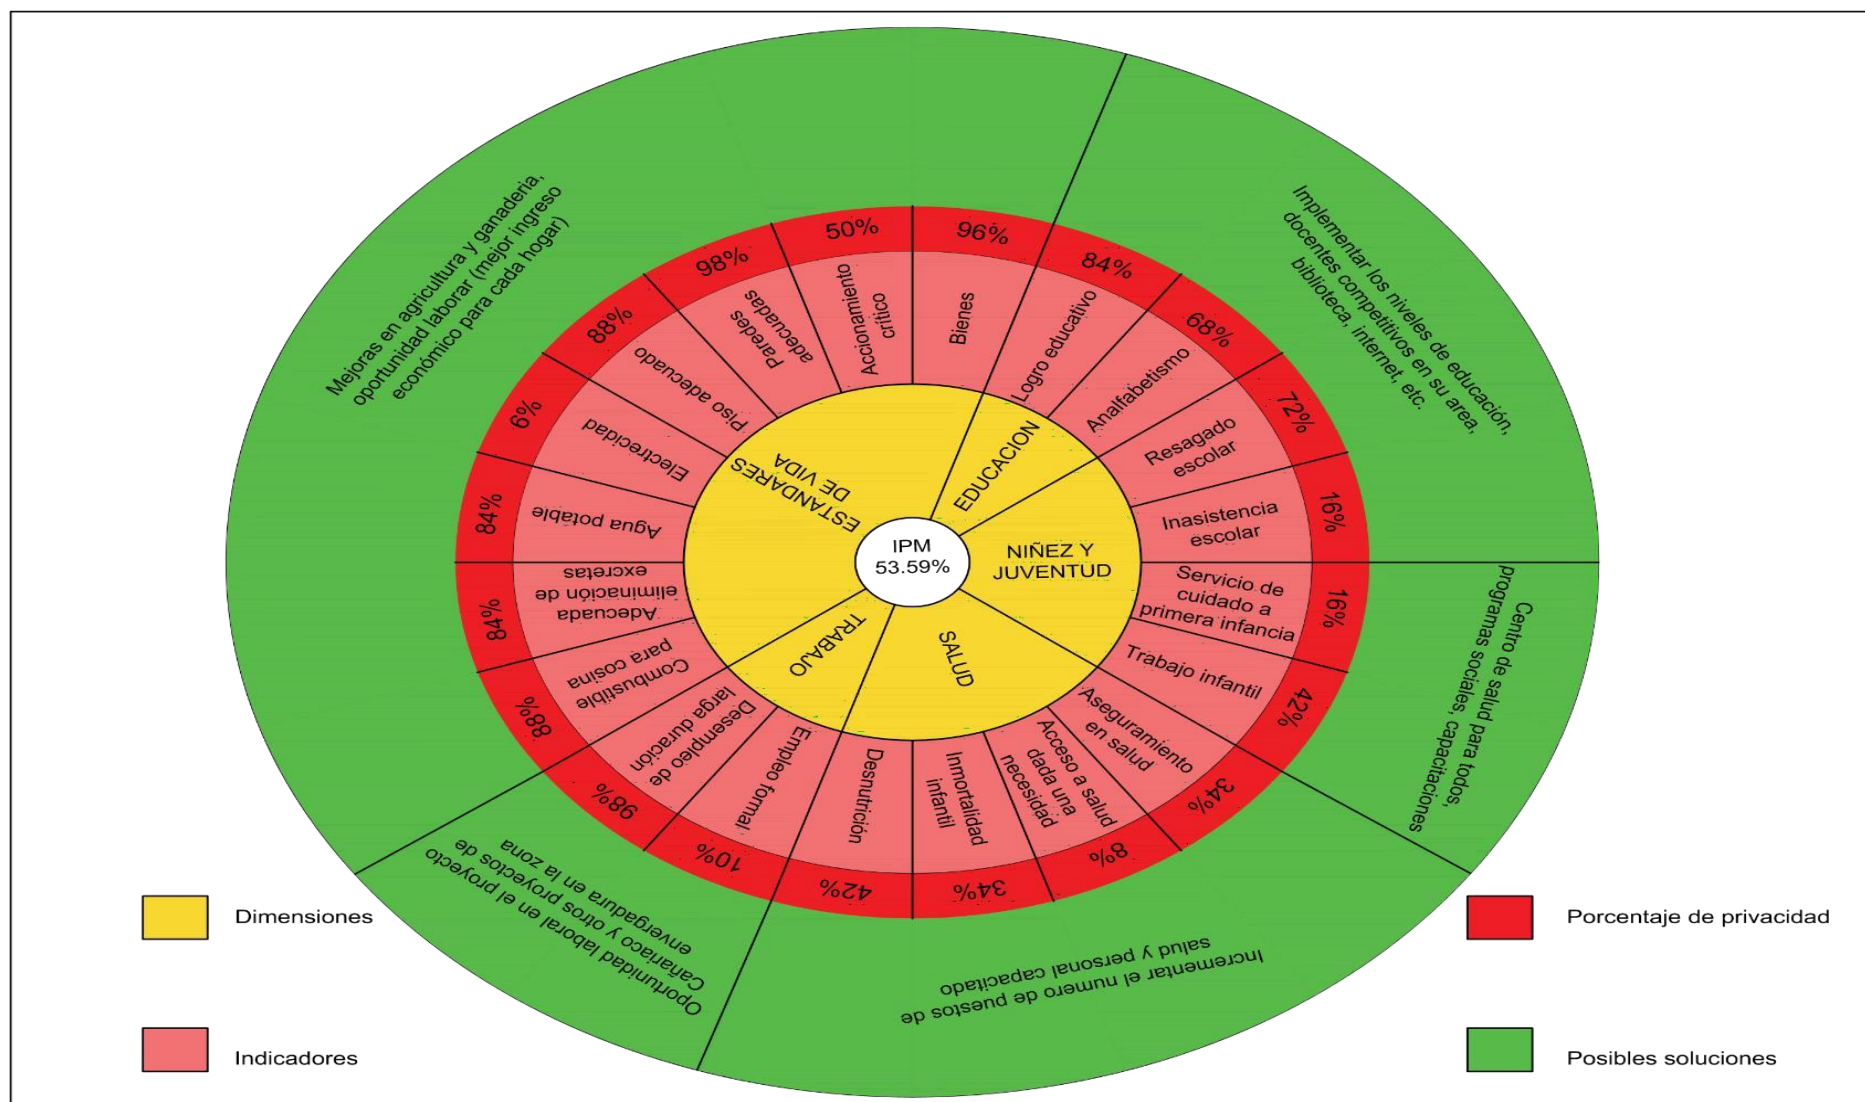 IPM
53.59%
EDUCACION
NIÑEZ Y
JUVENTUD
SALUD
TRABAJO
ESTANDARES
DE VIDA
Bienes
96%
Logro educativo
84%
Analfabetismo
68%
Resagado
escolar
72%
Inasistencia
escolar
16%
Servicio de
cuidado a
primera infancia
16%
Trabajo infantil
42%
Aseguramiento
en salud
34%
Acceso a salud
dada una
necesidad
8%
Inmortalidad
infantil
34%
Desnutrición
42%
Empleo formal
10%
Desempleo de
larga duración
98%
Combustible
para cosina
88%
Adecuada
eliminación de
excretas
84%
Agua potable
84%
Electrecidad
6%
Piso adecuado
88%
Paredes
adecuadas
98%
Accionamiento
crítico
50%
Implementar los niveles de educación,
docentes competitivos en su area,
biblioteca, internet, etc.
Centro de salud para todos,
programas sociales, capacitaciones
Incrementar el numero de puestos de
salud y personal capacitado
Oportunidad laboral en el proyecto
Cañariaco y otros proyectos de
envergadura en la zona
Mejoras en agricultura y ganaderia,
oportunidad laborar (mejor ingreso
económico para cada hogar)
Dimensiones
Indicadores
Porcentaje de privacidad
Posibles soluciones